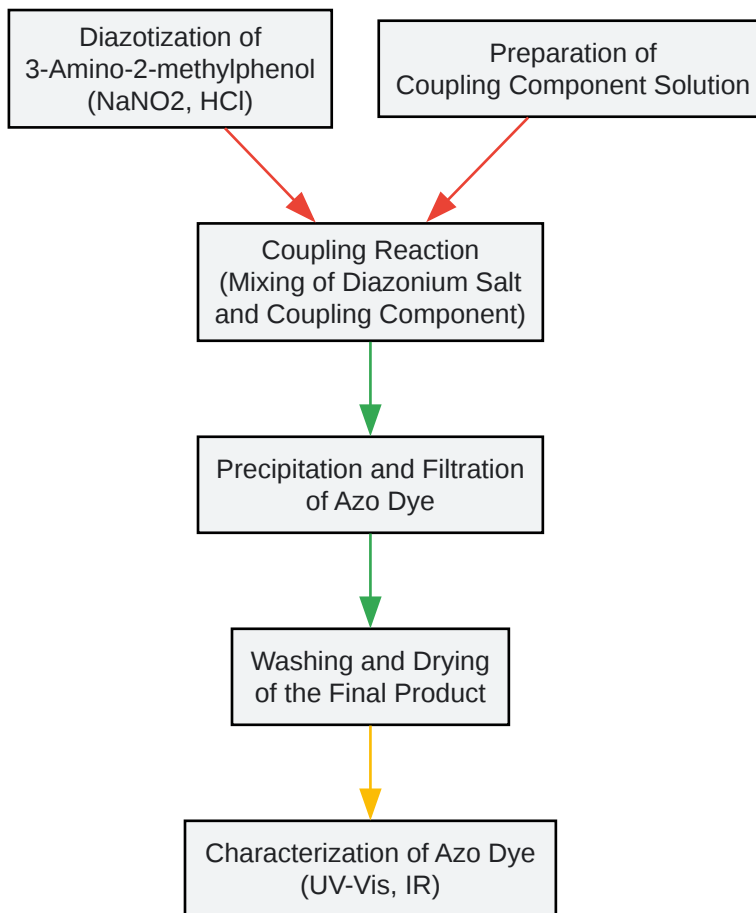 Diazotization of
3-Amino-2-methylphenol
(NaNO2, HCl)
Preparation of
Coupling Component Solution
Coupling Reaction
(Mixing of Diazonium Salt
and Coupling Component)
Precipitation and Filtration
of Azo Dye
Washing and Drying
of the Final Product
Characterization of Azo Dye
(UV-Vis, IR)